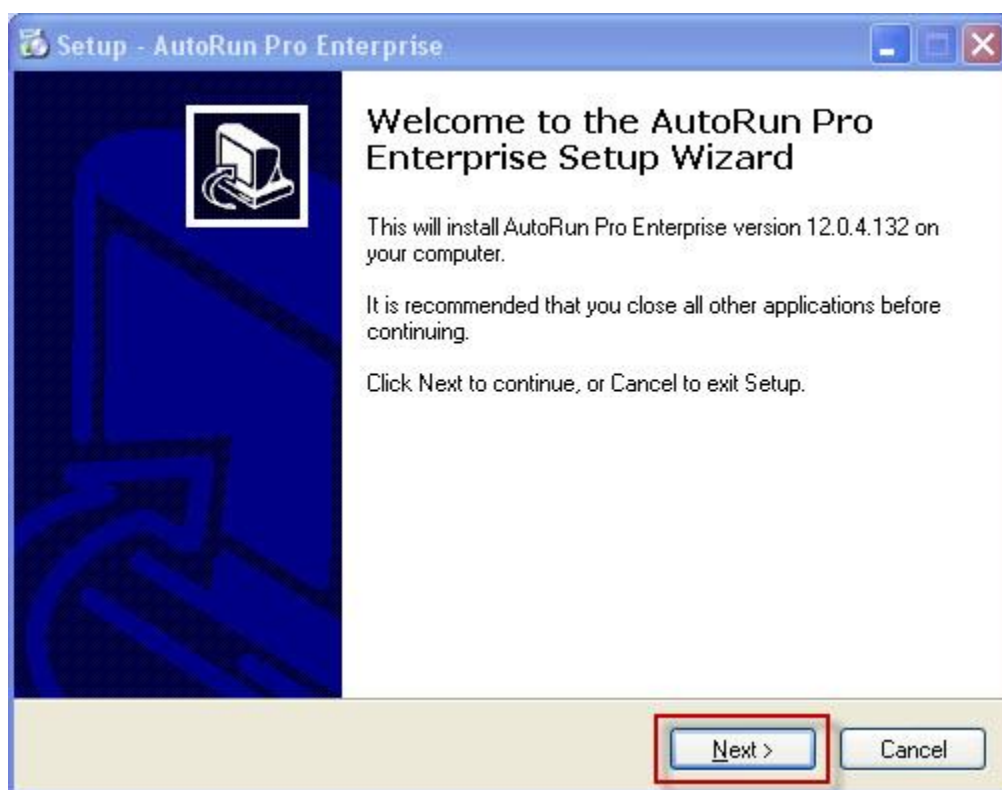 Setup - AutoRun Pro Enterprise
Welcome to the AutoRun Pro
Enterprise Setup Wizard
This will install AutoRun Pro Enterprise version 12.0.4.132 on
your computer.
It is recommended that you close all other applications before
continuing.
Click Next to continue, or Cancel to exit Setup.
Next >
Cancel